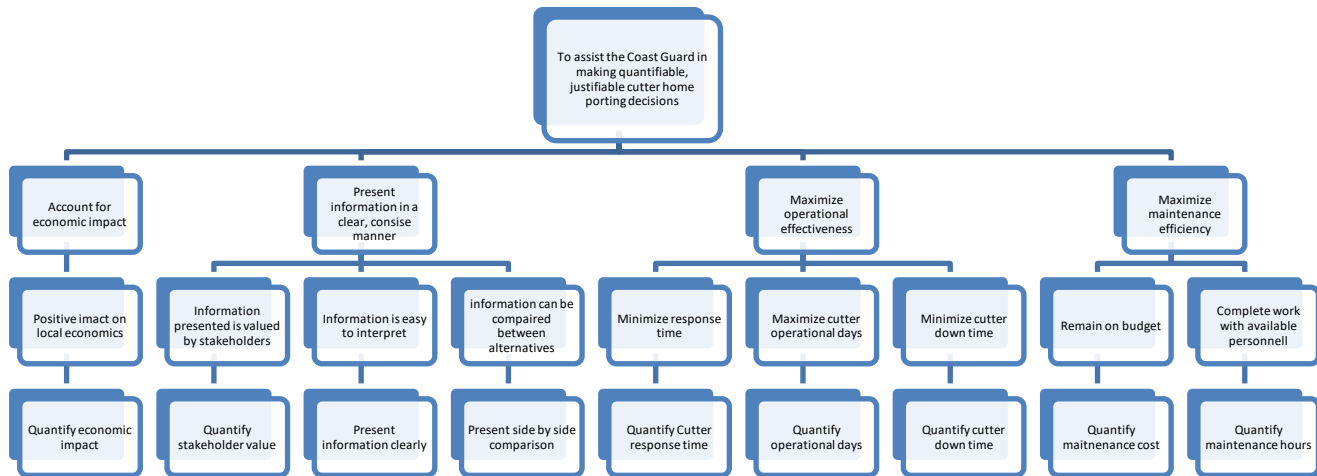 To assist the Coast Guard in
making quantifiable,
justifiable cutter home
porting decisions
Account for
economic impact
Present
information in a
clear, consise
manner
Maximize
operational
effectiveness
Maximize
maintenance
efficiency
Positive imact on
local economics
Information
presented is valued
by stakeholders
Information is easy
to interpret
information can be
compaired
between
alternatives
Minimize response
time
Maximize cutter
operational days
Minimize cutter
down time
Remain on budget
Complete work
with available
personnell
Quantify economic
impact
Quantify
stakeholder value
Present
information clearly
Present side by side
comparison
Quantify Cutter
response time
Quantify
operational days
Quantify cutter
down time
Quantify
maitnenance cost
Quantify
maintenance hours